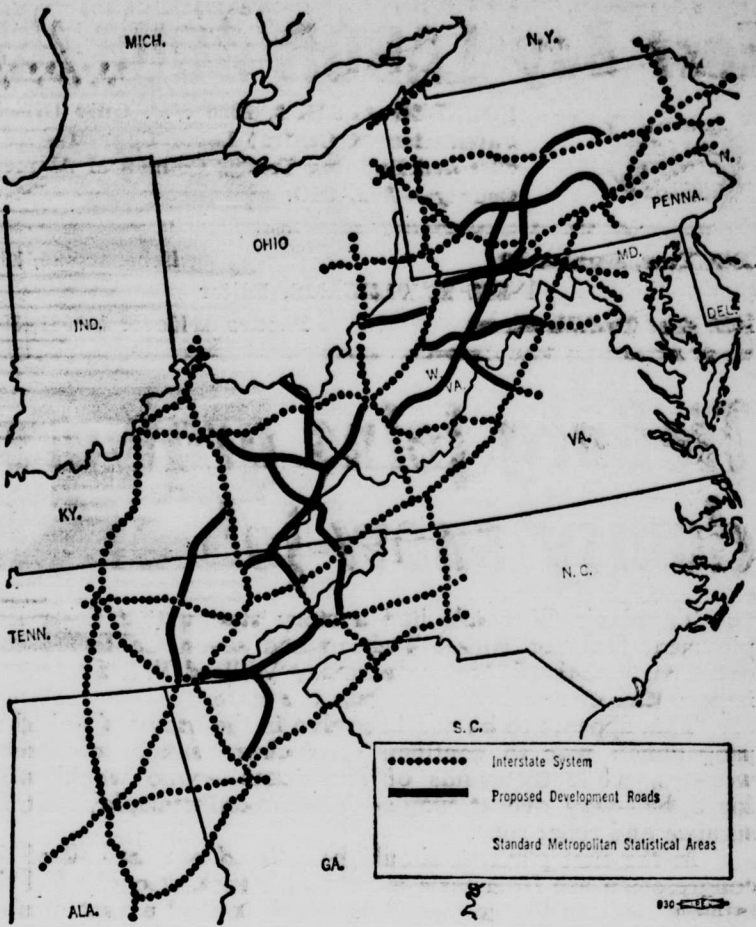 MICH.
N.Y.
N.
PENNA.
OHIO
MD.
IND.
DEL.
W. VA.
VA.
KY.
N.C.
TENN.
S.C.
Interstate System
Proposed Development Roads
Standard Metropolitan Statistical Areas
GA.
ALA.
930